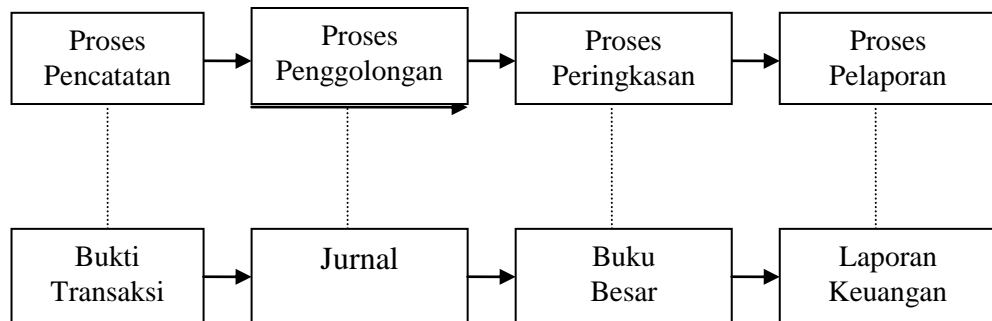 Proses
Pencatatan
Proses
Penggolongan
Proses
Peringkasan
Proses
Pelaporan
Bukti
Transaksi
Jurnal
Buku
Besar
Laporan
Keuangan